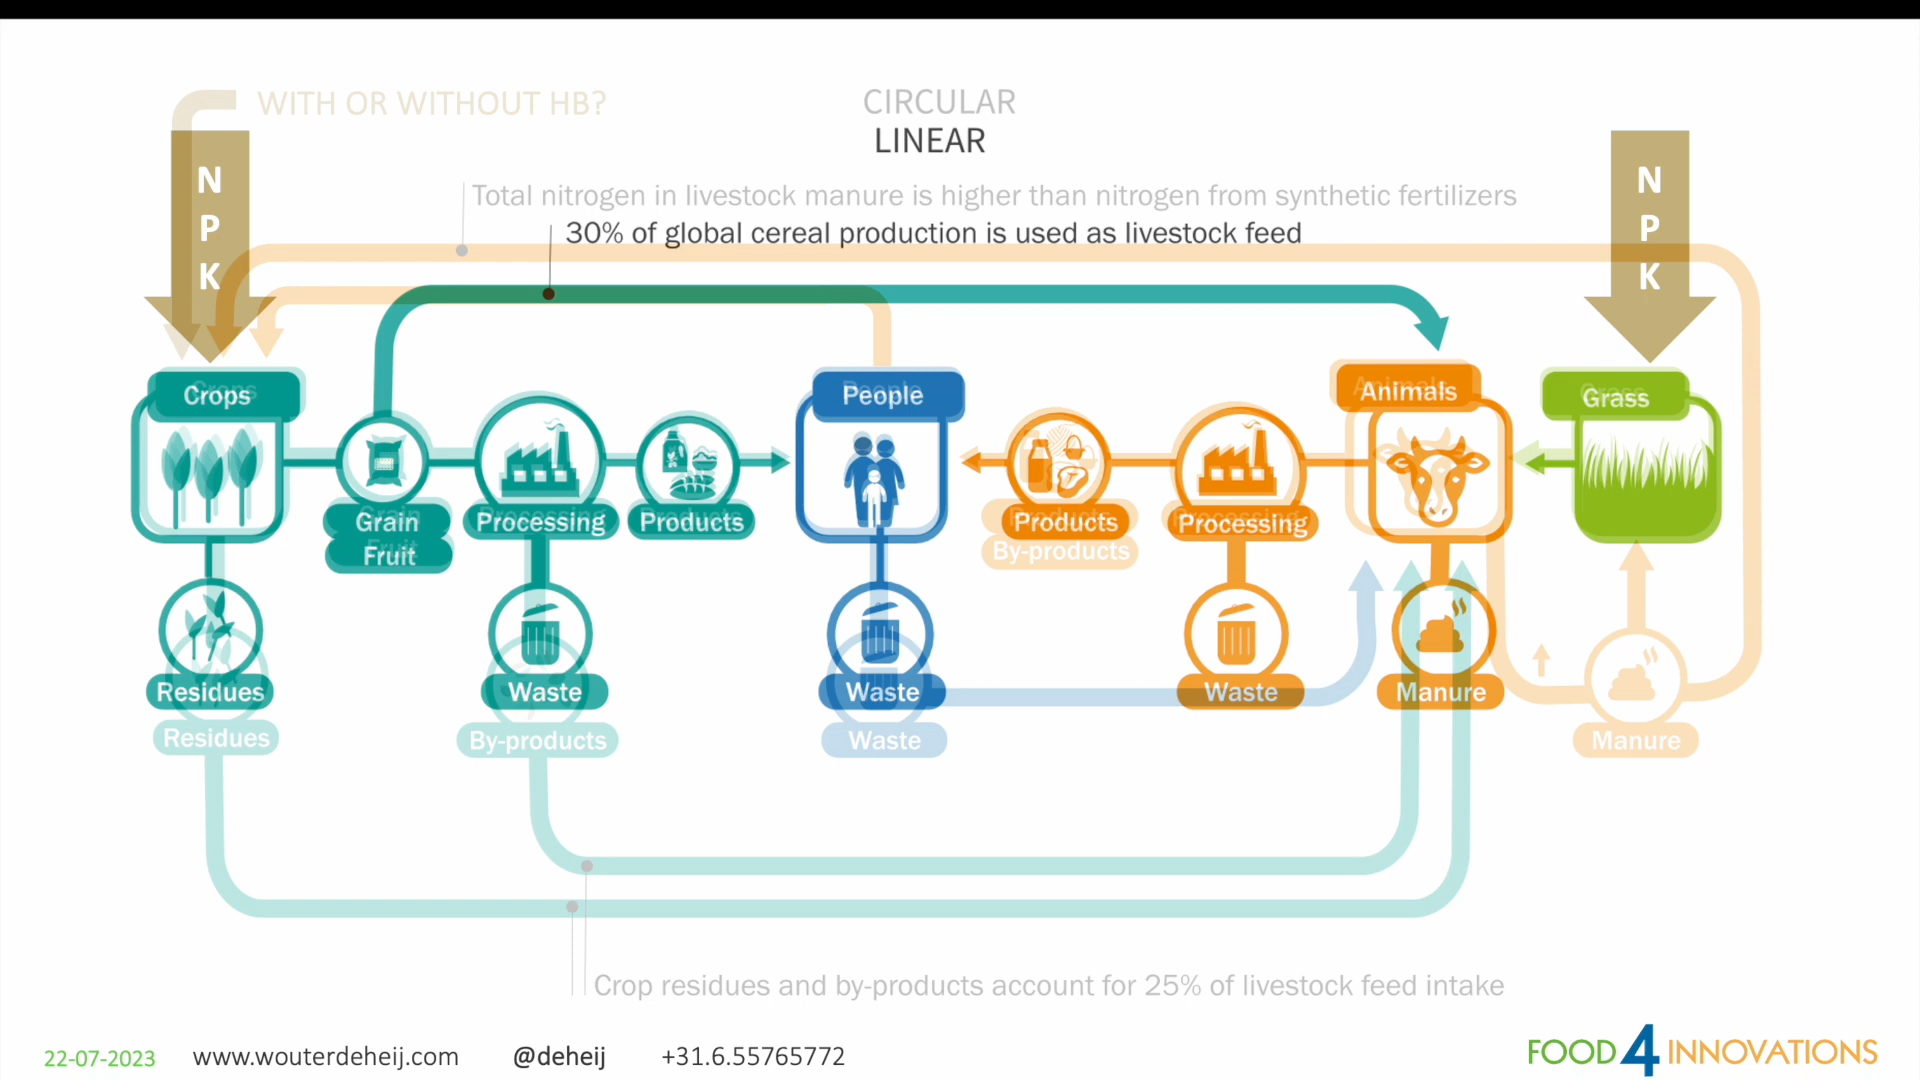 WITH OR WITHOUT HB?
CIRCULAR
LINEAR
N
P
K
N
P
K
Total nitrogen in livestock manure is higher than nitrogen from synthetic fertilizers
30% of global cereal production is used as livestock feed
Crops
People
Animals
Grass
Grain
Fruit
Processing
Products
Products
By-products
Processing
Residues
Waste
Waste
Waste
Manure
Residues
By-products
Waste
Manure
Crop residues and by-products account for 25% of livestock feed intake
22-07-2023 www.wouterdeheij.com @deheij +31.6.55765772
FOOD 4 INNOVATIONS